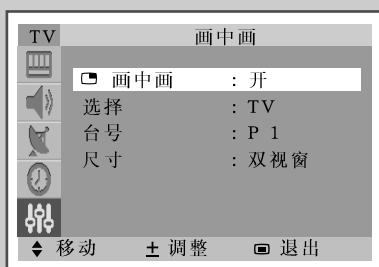 TV 画中画
画中画 : 开
选择 : TV
台号 : P 1
尺寸 : 双视窗
移动 ± 调整 退出